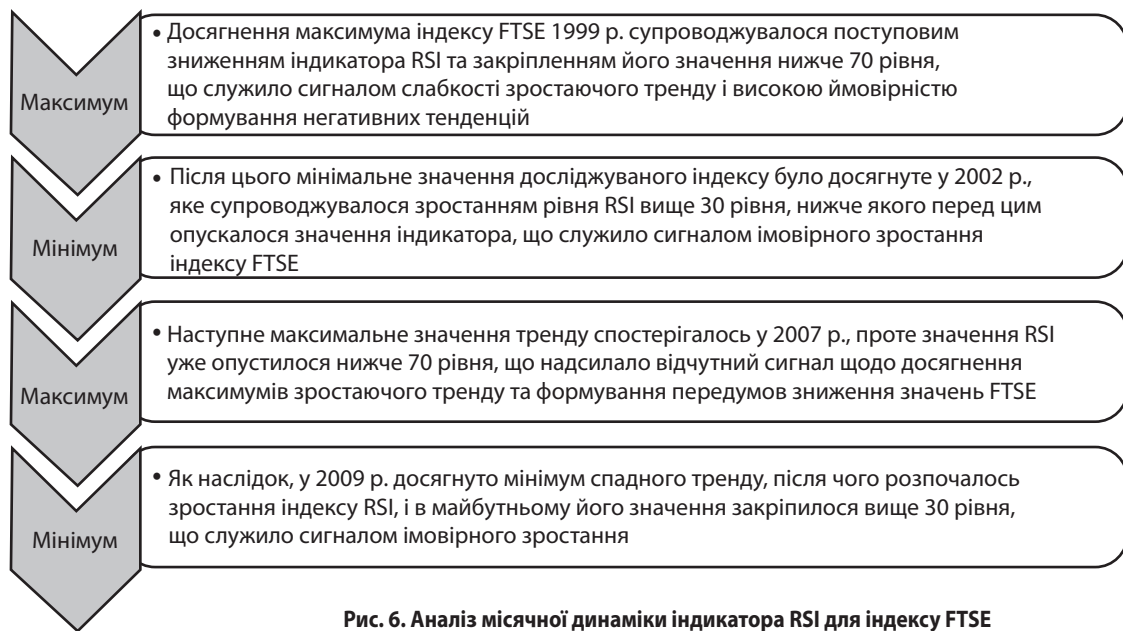 Максимум
• Досягнення максимума індексу FTSE 1999 р. супроводжувалося поступовим
зниженням індикатора RSI та закріпленням його значення нижче 70 рівня,
що служило сигналом слабкості зростаючого тренду і високою ймовірністю
формування негативних тенденцій
Мінімум
• Після цього мінімальне значення досліджуваного індексу було досягнуте у 2002 р.,
яке супроводжувалося зростанням рівня RSI вище 30 рівня, нижче якого перед цим
опускалося значення індикатора, що служило сигналом імовірного зростання
індексу FTSE
Максимум
• Наступне максимальне значення тренду спостерігалось у 2007 р., проте значення RSI
уже опустилося нижче 70 рівня, що надсилало відчутний сигнал щодо досягнення
максимумів зростаючого тренду та формування передумов зниження значень FTSE
Мінімум
• Як наслідок, у 2009 р. досягнуто мінімум спадного тренду, після чого розпочалось
зростання індексу RSI, і в майбутньому його значення закріпилося вище 30 рівня,
що служило сигналом імовірного зростання
Рис. 6. Аналіз місячної динаміки індикатора RSI для індексу FTSE